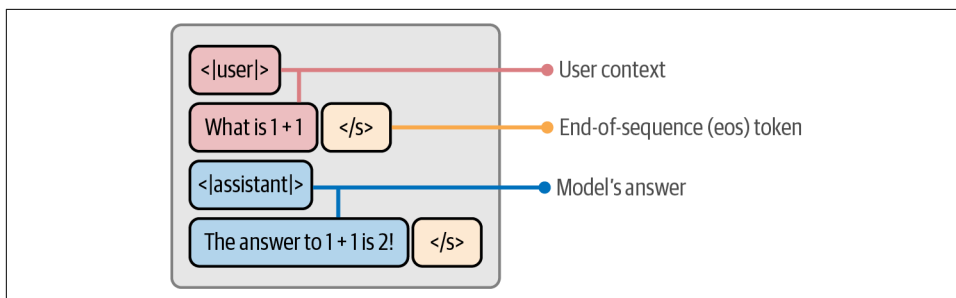 <|user|>
User context
What is 1 + 1 </s>
End-of-sequence (eos) token
<|assistant|>
Model's answer
The answer to 1 + 1 is 2! </s>